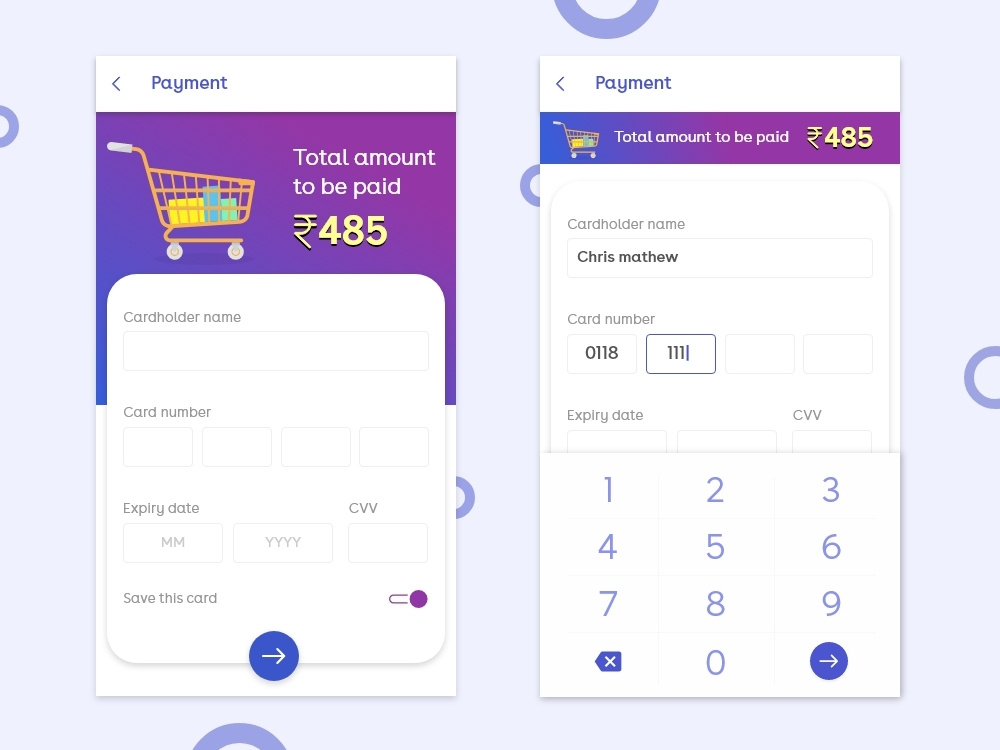 Payment
Total amount
to be paid
₹485
Cardholder name
Card number
Expiry date CVV
MM YYYY
Save this card
Payment
Total amount to be paid ₹485
Cardholder name
Chris mathew
Card number
0118 111
Expiry date CVV
1 2 3
4 5 6
7 8 9
0